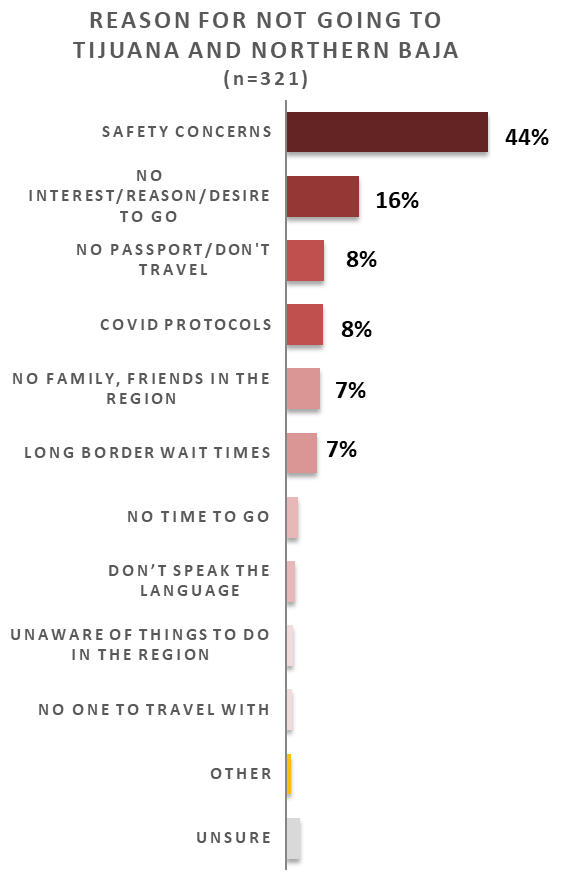 REASON FOR NOT GOING TO
TIJUANA AND NORTHERN BAJA
(n=321)
SAFETY CONCERNS
44%
NO
INTEREST/REASON/DESIRE
TO GO
16%
NO PASSPORT/DON'T
TRAVEL
8%
COVID PROTOCOLS
8%
NO FAMILY, FRIENDS IN THE
REGION
7%
LONG BORDER WAIT TIMES
7%
NO TIME TO GO
DON’T SPEAK THE
LANGUAGE
UNAWARE OF THINGS TO DO
IN THE REGION
NO ONE TO TRAVEL WITH
OTHER
UNSURE